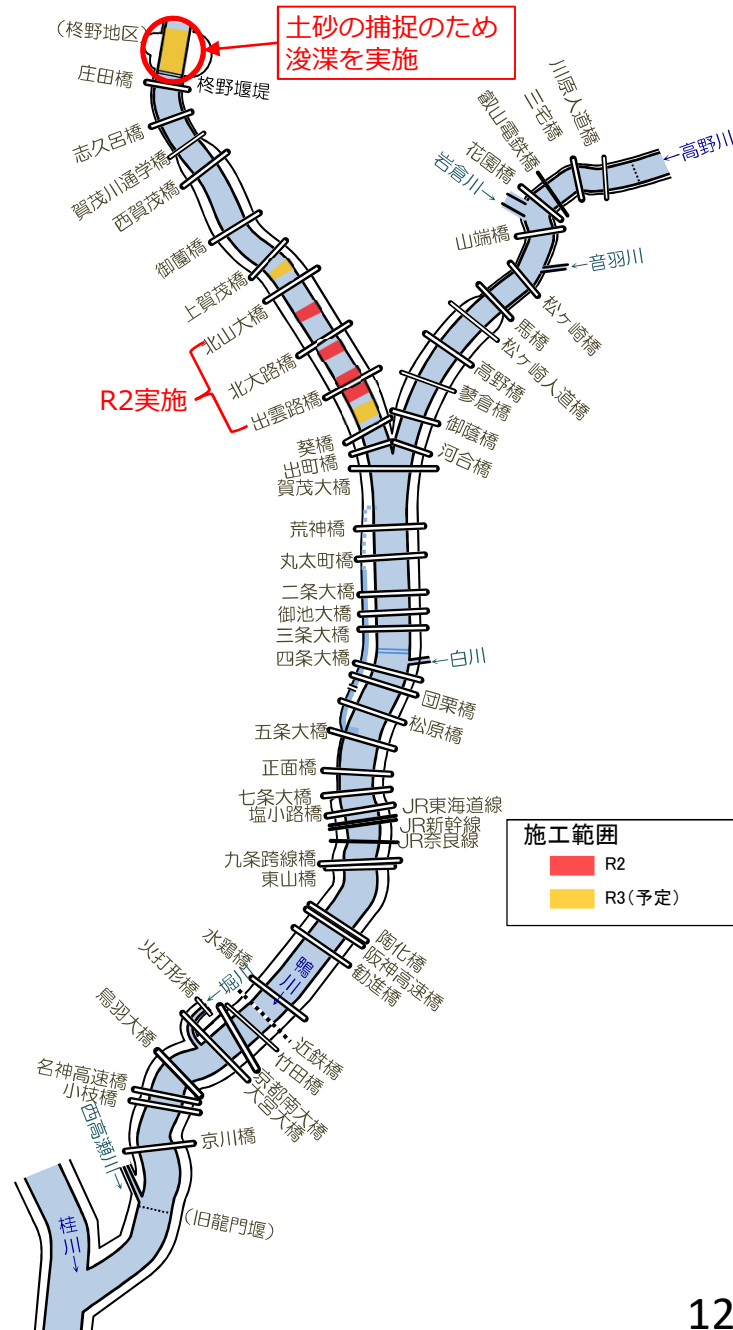 (柊野地区)
土砂の捕捉のため
浚渫を実施
庄田橋
柊野堰堤
志久呂橋
賀茂川通学橋
西賀茂橋
御薗橋
上賀茂橋
北山大橋
北大路橋
出雲路橋
R2実施
葵橋
出町橋
賀茂大橋
川原人道橋
三宅橋
叡山電鉄橋
花園橋
岩倉川→
←高野川
山端橋
←音羽川
松ヶ崎橋
馬橋
松ヶ崎人道橋
高野橋
蓼倉橋
御蔭橋
河合橋
荒神橋
丸太町橋
二条大橋
御池大橋
三条大橋
四条大橋
←白川
団栗橋
松原橋
五条大橋
正面橋
七条大橋
塩小路橋
JR東海道線
JR新幹線
JR奈良線
九条跨線橋
東山橋
施工範囲
R2
R3(予定)
陶化橋
阪神高速橋
勧進橋
水鶏橋
鴨川→
←堀川
火打形橋
鳥羽大橋
近鉄橋
竹田橋
京都南大橋
大宮大橋
名神高速橋
小枝橋
京川橋
西高瀬川→
(旧龍門堰)
桂川→
12